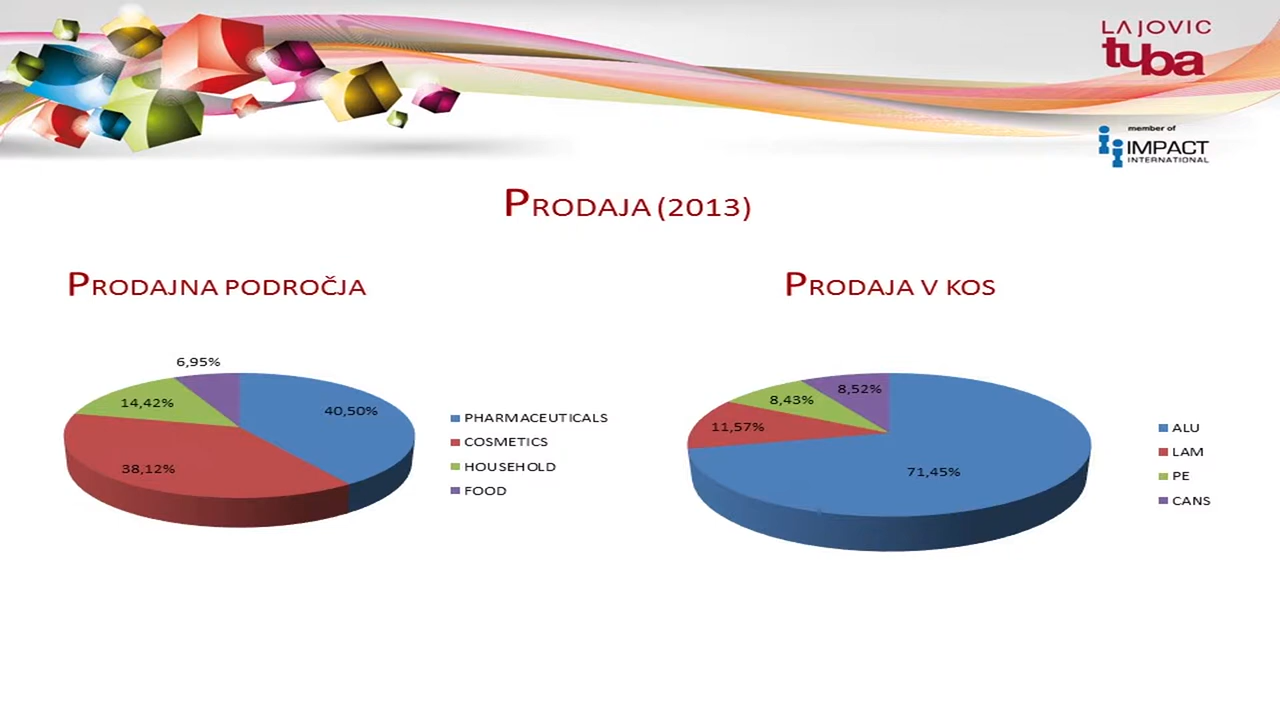 LAJOVIC
tuba
member of
IMPACT
INTERNATIONAL
PRODAJA (2013)
PRODAJNA PODROČJA
6,95%
14,42%
40,50%
38,12%
PHARMACEUTICALS
COSMETICS
HOUSEHOLD
FOOD
PRODAJA V KOS
8,52%
8,43%
11,57%
71,45%
ALU
LAM
PE
CANS